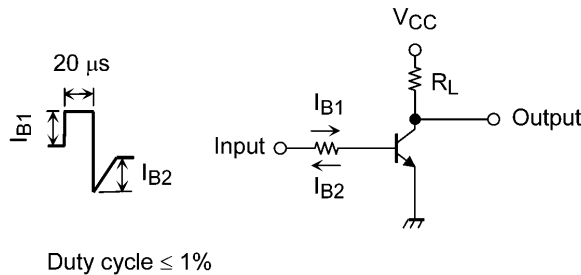 20 µs
IB1
IB2
VCC
RL
IB1
Input
IB2
Output
Duty cycle ≤ 1%